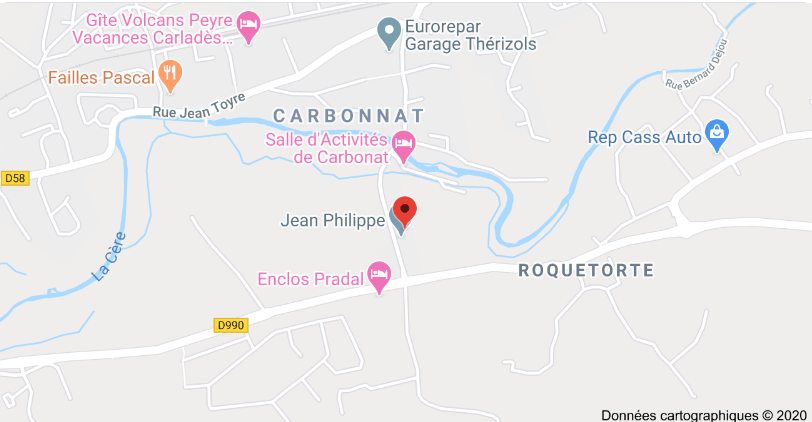 Gîte Volcans Peyre
Vacances Carladès...
Eurorepar
Garage Thérizols
Failles Pascal
Rue Bernard Déjou
Rue Jean Toyre
CARBONNAT
Salle d'Activités
de Carbonat
Rep Cass Auto
D58
Jean Philippe
La Cère
Enclos Pradal
ROQUETORTE
D990
Données cartographiques © 2020